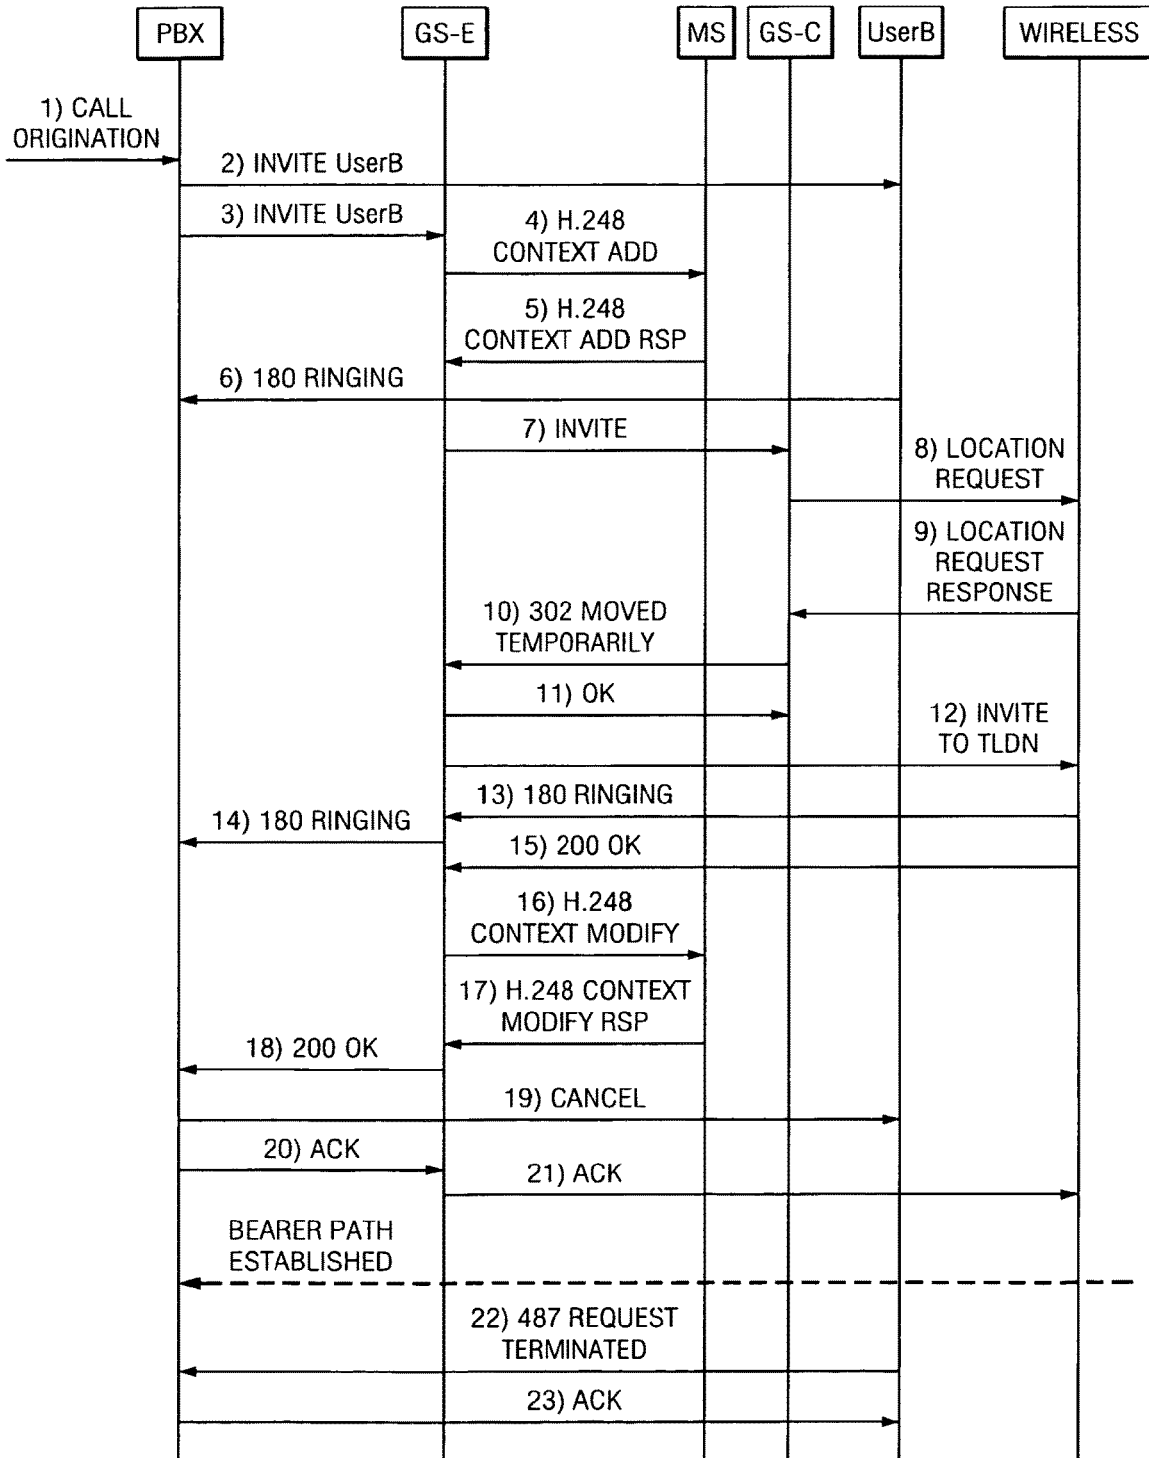 PBX
GS-E
MS
GS-C
UserB
WIRELESS
1) CALL
ORIGINATION
2) INVITE UserB
3) INVITE UserB
4) H.248
CONTEXT ADD
5) H.248
CONTEXT ADD RSP
6) 180 RINGING
7) INVITE
8) LOCATION
REQUEST
9) LOCATION
REQUEST
RESPONSE
10) 302 MOVED
TEMPORARILY
11) OK
12) INVITE
TO TLDN
13) 180 RINGING
14) 180 RINGING
15) 200 OK
16) H.248
CONTEXT MODIFY
17) H.248 CONTEXT
MODIFY RSP
18) 200 OK
19) CANCEL
20) ACK
21) ACK
BEARER PATH
ESTABLISHED
22) 487 REQUEST
TERMINATED
23) ACK